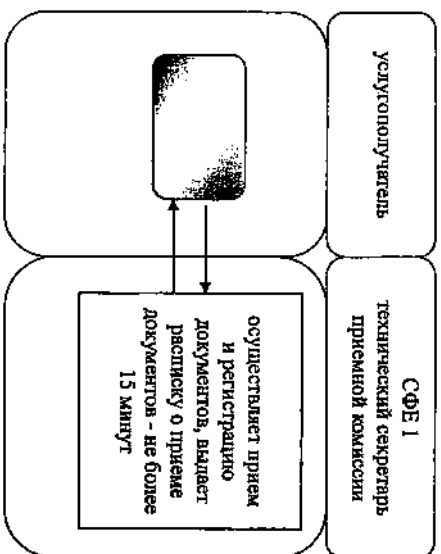 услугополучатель
СФЕ 1
технический секретарь
приемной комиссии
осуществляет прием
и регистрацию
документов, выдает
расписку о приеме
документов - не более
15 минут